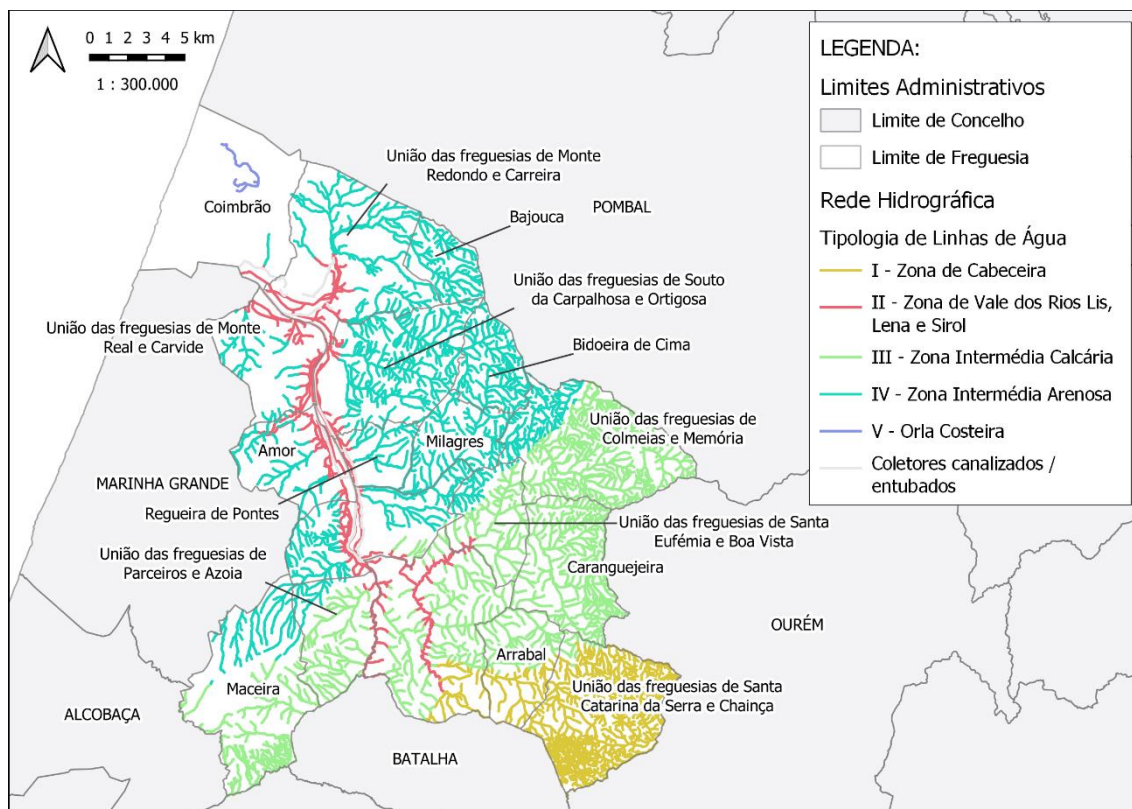 0 1 2 3 4 5 km
1 : 300.000
LEGENDA:
Limites Administrativos
Limite de Concelho
Limite de Freguesia
Rede Hidrográfica
Tipologia de Linhas de Água
I - Zona de Cabeceira
II - Zona de Vale dos Rios Lis,
Lena e Sirol
III - Zona Intermédia Calcária
IV - Zona Intermédia Arenosa
V - Orla Costeira
Coletores canalizados /
entubados
União das freguesias de Monte
Redondo e Carreira
Coimbrão
POMBAL
Bajouca
União das freguesias de Souto
da Carpalhosa e Ortigosa
União das freguesias de Monte
Real e Carvide
Bidoeira de Cima
União das freguesias de
Colmeias e Memória
Milagres
Amor
MARINHA GRANDE
Regueira de Pontes
União das freguesias de Santa
Eufémia e Boa Vista
União das freguesias de
Parceiros e Azoia
Caranguejeira
OURÉM
Arrabal
Maceira
União das freguesias de Santa
Catarina da Serra e Chainça
ALCOBAÇA
BATALHA